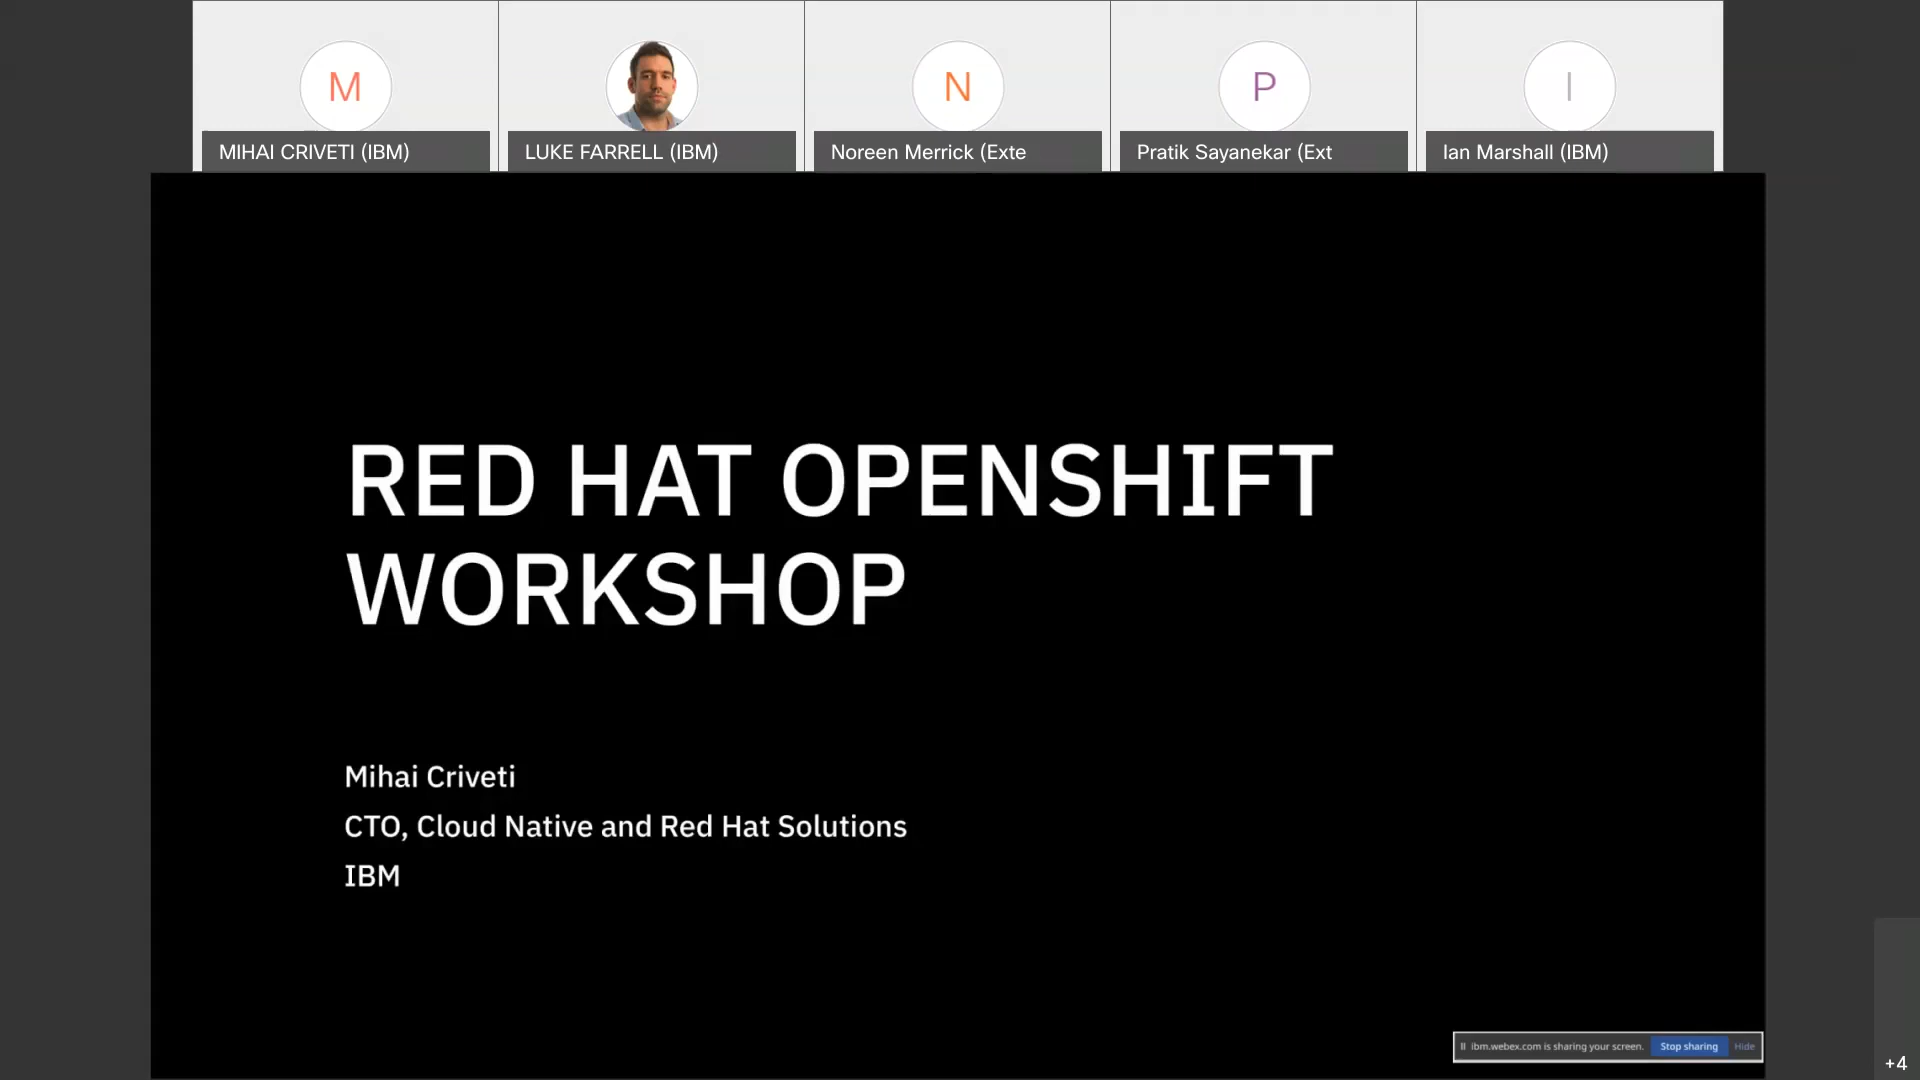 M
N
P
I
MIHAI CRIVETI (IBM)
LUKE FARRELL (IBM)
Noreen Merrick (Exte
Pratik Sayanekar (Ext
Ian Marshall (IBM)
RED HAT OPENSHIFT
WORKSHOP
Mihai Criveti
CTO, Cloud Native and Red Hat Solutions
IBM
ibm.webex.com is sharing your screen. Stop sharing Hide
+4